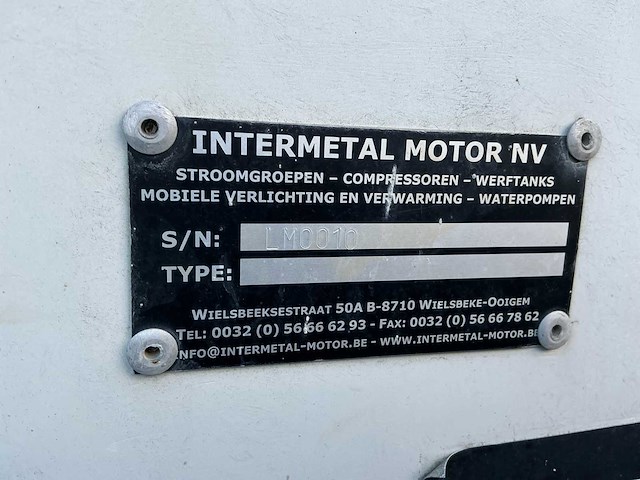 INTERMETAL MOTOR NV
STROOMGROEPEN – COMPRESSOREN – WERFTANKS
MOBIELE VERLICHTING EN VERWARMING – WATERPOMPEN
S/N: LM0010
TYPE:
WIELSBEEKSESTRAAT 50A B-8710 WIELSBEKE-OOIGEM
TEL: 0032 (0) 56 66 62 93 - FAX: 0032 (0) 56 66 78 62
INFO@INTERMETAL-MOTOR.BE - WWW.INTERMETAL-MOTOR.BE